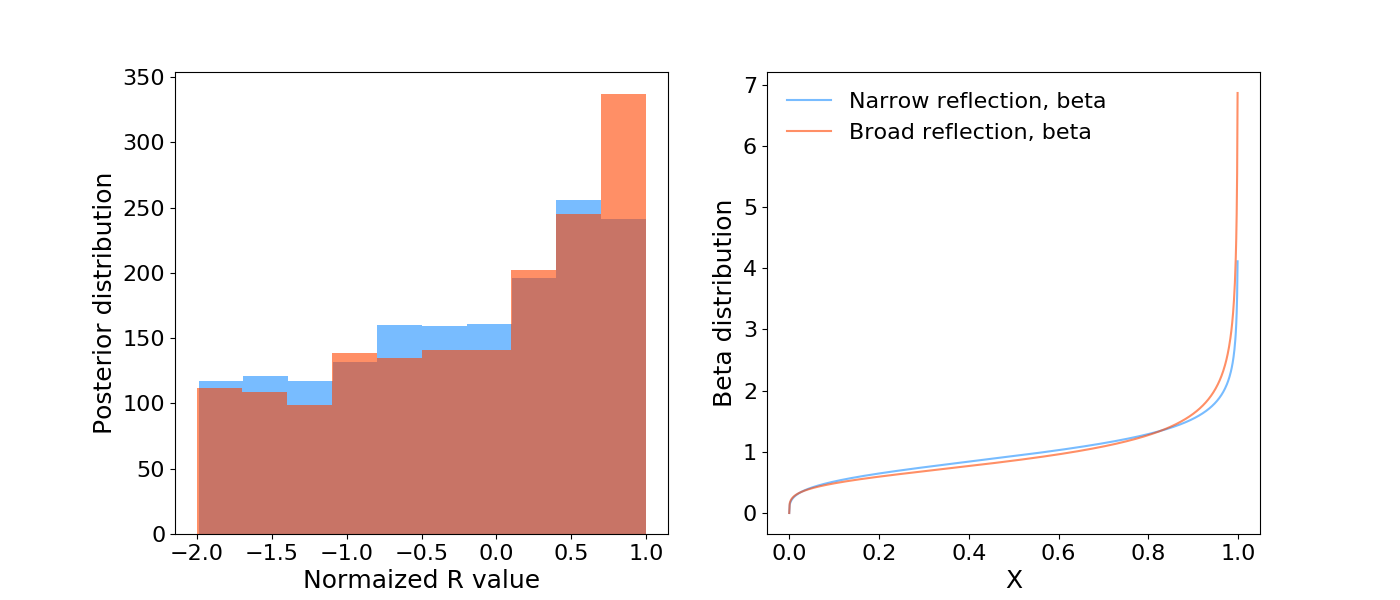 Posterior distribution
350
300
250
200
150
100
50
0
−2.0 −1.5 −1.0 −0.5 0.0 0.5 1.0
Normaized R value
Beta distribution
7
6
5
4
3
2
1
0
Narrow reflection, beta
Broad reflection, beta
0.0 0.2 0.4 0.6 0.8 1.0
X